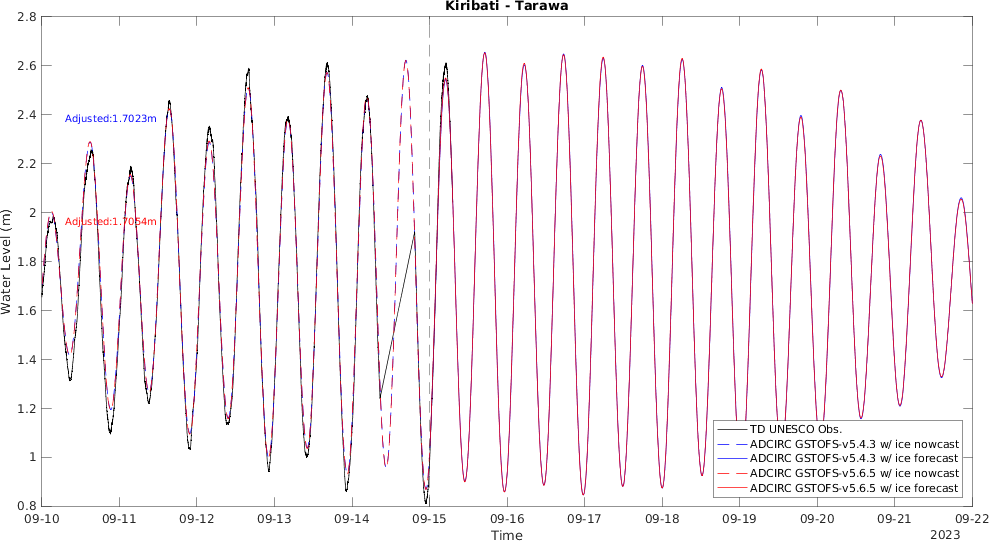 Kiribati - Tarawa
2.8
2.6
2.4
2.2
2
1.8
1.6
1.4
1.2
1
0.8
Water Level (m)
Adjusted:1.7023m
Adjusted:1.7054m
TD UNESCO Obs.
ADCIRC GSTOFS-v5.4.3 w/ ice nowcast
ADCIRC GSTOFS-v5.4.3 w/ ice forecast
ADCIRC GSTOFS-v5.6.5 w/ ice nowcast
ADCIRC GSTOFS-v5.6.5 w/ ice forecast
09-10 09-11 09-12 09-13 09-14 09-15 09-16 09-17 09-18 09-19 09-20 09-21 09-22
Time
2023